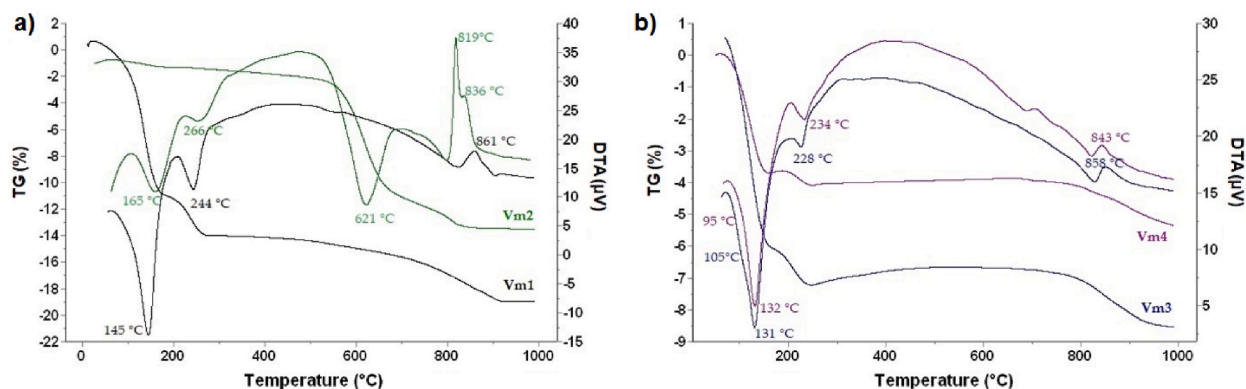 a)
2
0
-2
-4
-6
-8
-10
-12
-14
-16
-18
-20
-22
TG (%)
0
200
400
600
800
1000
Temperature (°C)
40
35
30
25
20
15
10
5
0
-5
-10
-15
DTA (µV)
819°C
836 °C
266 °C
861 °C
165 °C
244 °C
621 °C
Vm2
Vm1
145 °C
b)
1
0
-1
-2
-3
-4
-5
-6
-7
-8
-9
TG (%)
0
200
400
600
800
1000
Temperature (°C)
30
25
20
15
10
5
DTA (µV)
234 °C
228 °C
843 °C
858 °C
95 °C
105°C
Vm4
Vm3
132 °C
131 °C